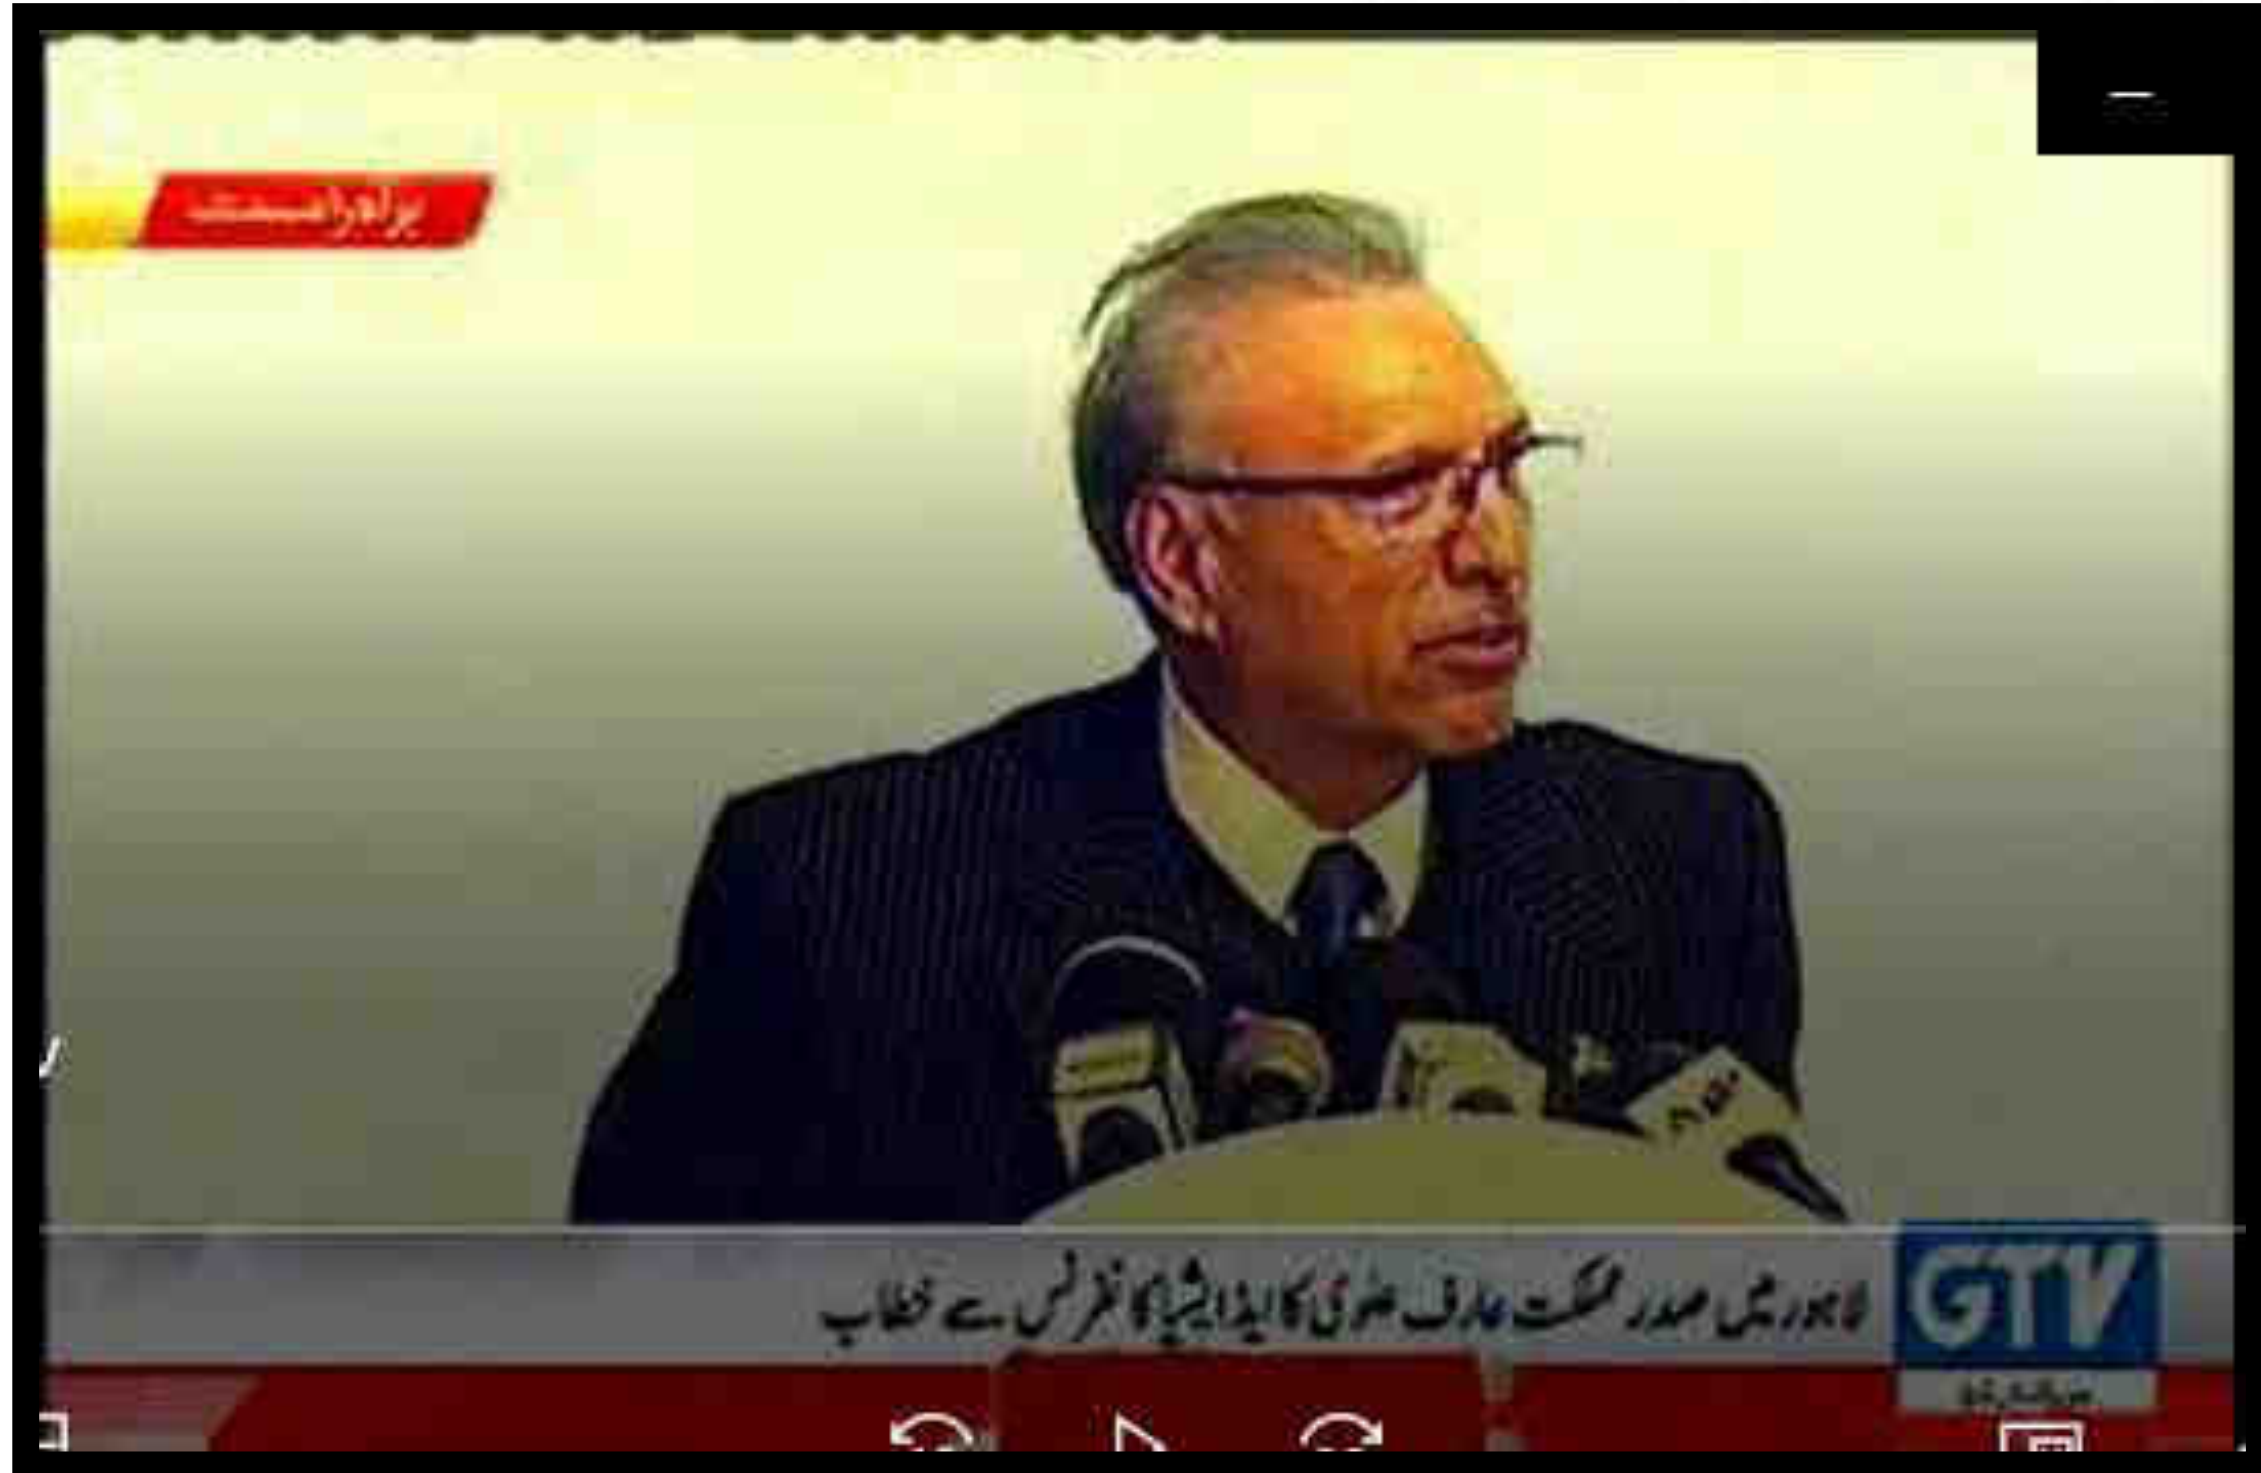 براہ راست
لاہور میں صدر مملکت عارف علوی کا ایڈ ایشیا کانفرنس سے خطاب
GTV